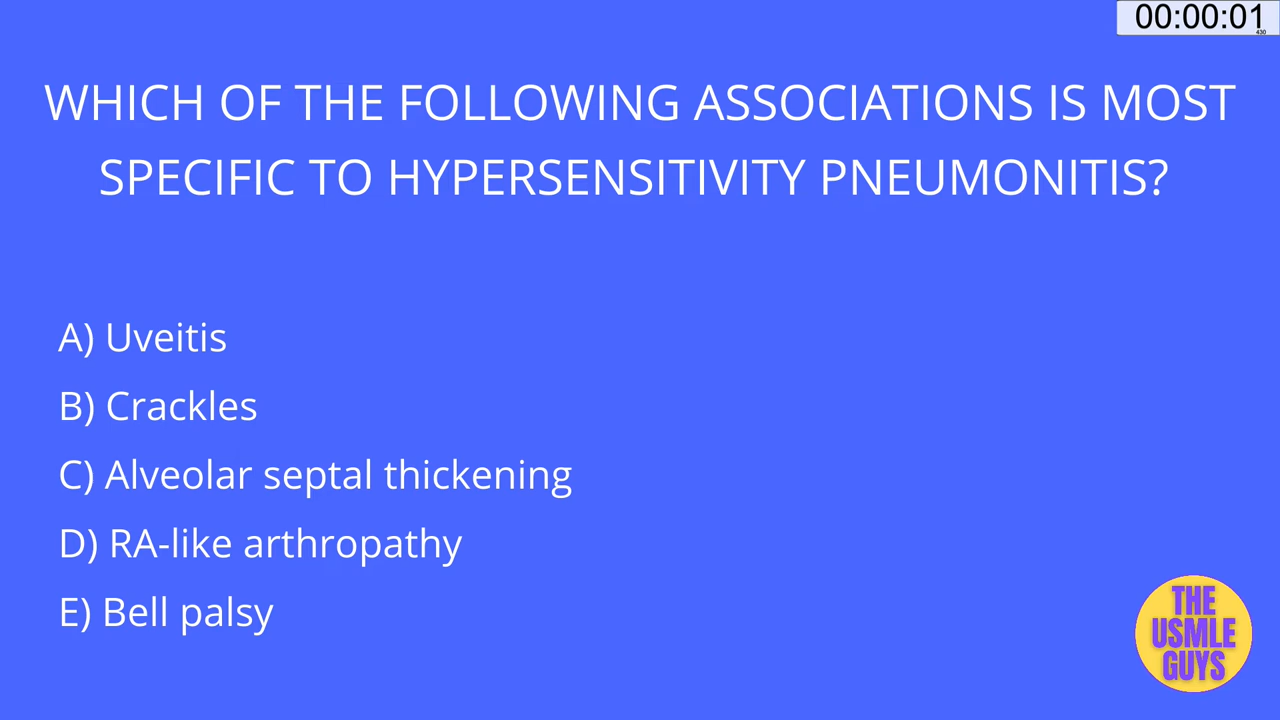 00:00:01
430
WHICH OF THE FOLLOWING ASSOCIATIONS IS MOST
SPECIFIC TO HYPERSENSITIVITY PNEUMONITIS?
A) Uveitis
B) Crackles
C) Alveolar septal thickening
D) RA-like arthropathy
E) Bell palsy
THE
USMLE
GUYS